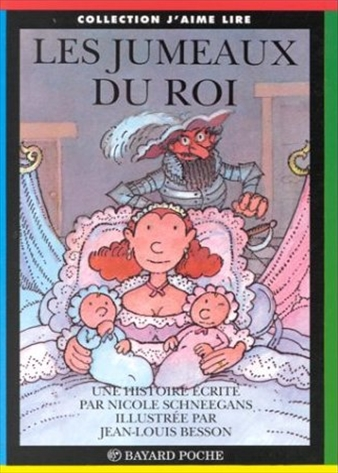 COLLECTION J'AIME LIRE
LES JUMEAUX
DU ROI
UNE HISTOIRE ÉCRITE
PAR NICOLE SCHNEEGANS
ILLUSTRÉE PAR
JEAN-LOUIS BESSON
BAYARD POCHE